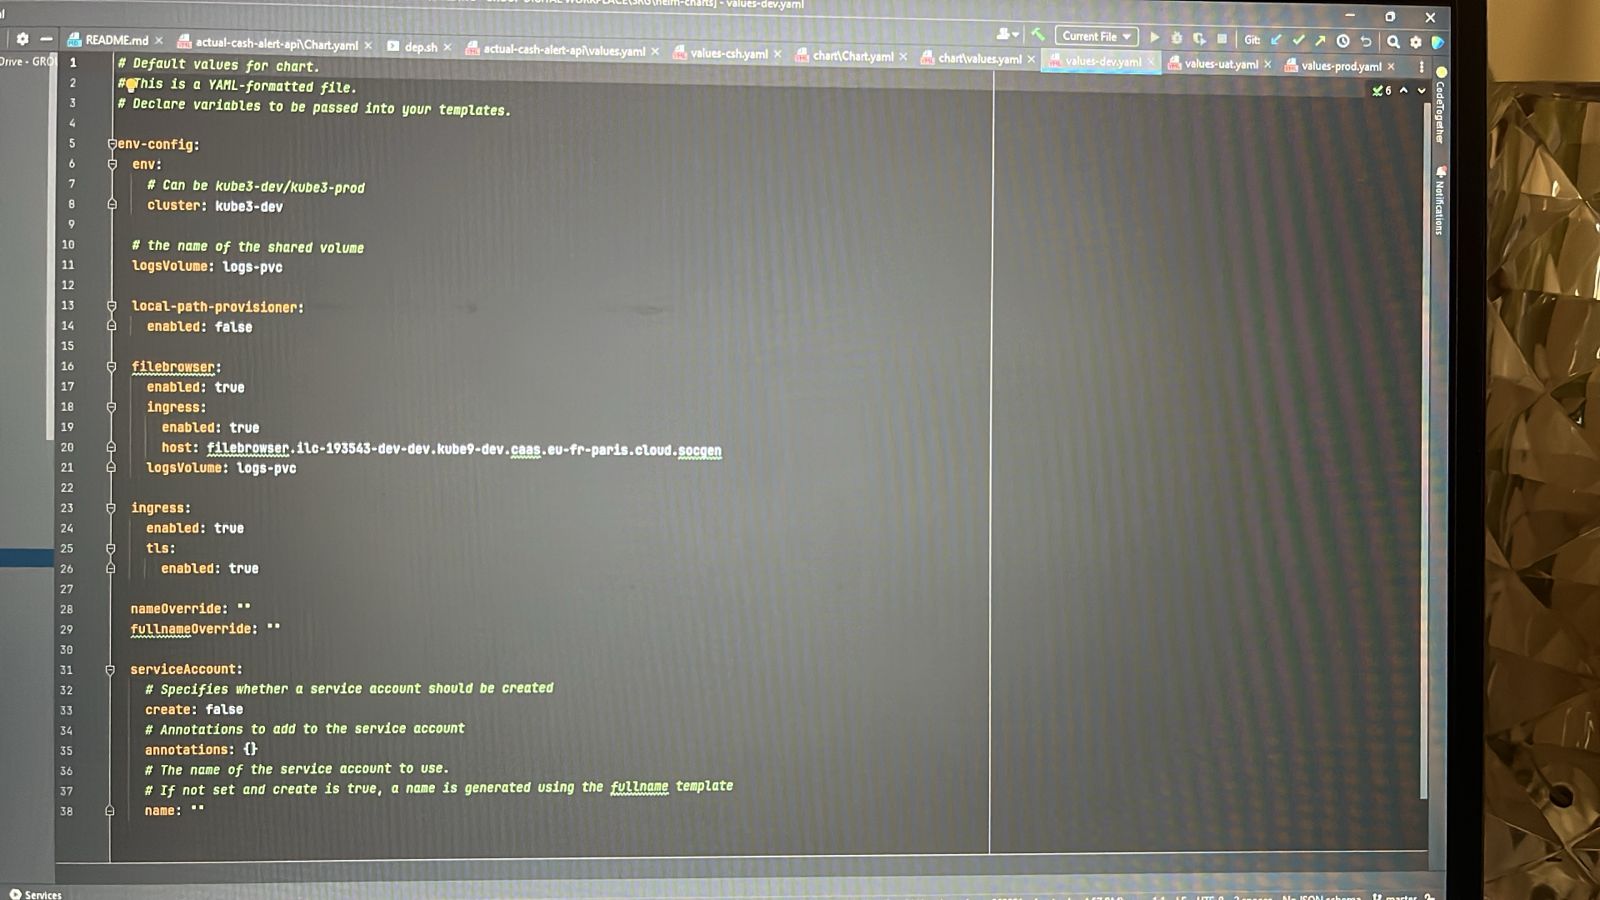 values-dev.yaml
README.md
actual-cash-alert-api\Chart.yaml
dep.sh
actual-cash-alert-api\values.yaml
values-csh.yaml
chart\Chart.yaml
chart\values.yaml
values-dev.yaml
values-uat.yaml
values-prod.yaml
Current File
Git:
Drive - GRO
6
CodeTogether
Notifications
1 # Default values for chart.
2 # This is a YAML-formatted file.
3 # Declare variables to be passed into your templates.
4
5 env-config:
6 env:
7 # Can be kube3-dev/kube3-prod
8 cluster: kube3-dev
9
10 # the name of the shared volume
11 logsVolume: logs-pvc
12
13 local-path-provisioner:
14 enabled: false
15
16 filebrowser:
17 enabled: true
18 ingress:
19 enabled: true
20 host: filebrowser.ilc-193543-dev-dev.kube9-dev.caas.eu-fr-paris.cloud.socgen
21 logsVolume: logs-pvc
22
23 ingress:
24 enabled: true
25 tls:
26 enabled: true
27
28 nameOverride: ""
29 fullnameOverride: ""
30
31 serviceAccount:
32 # Specifies whether a service account should be created
33 create: false
34 # Annotations to add to the service account
35 annotations: {}
36 # The name of the service account to use.
37 # If not set and create is true, a name is generated using the fullname template
38 name: ""
Services